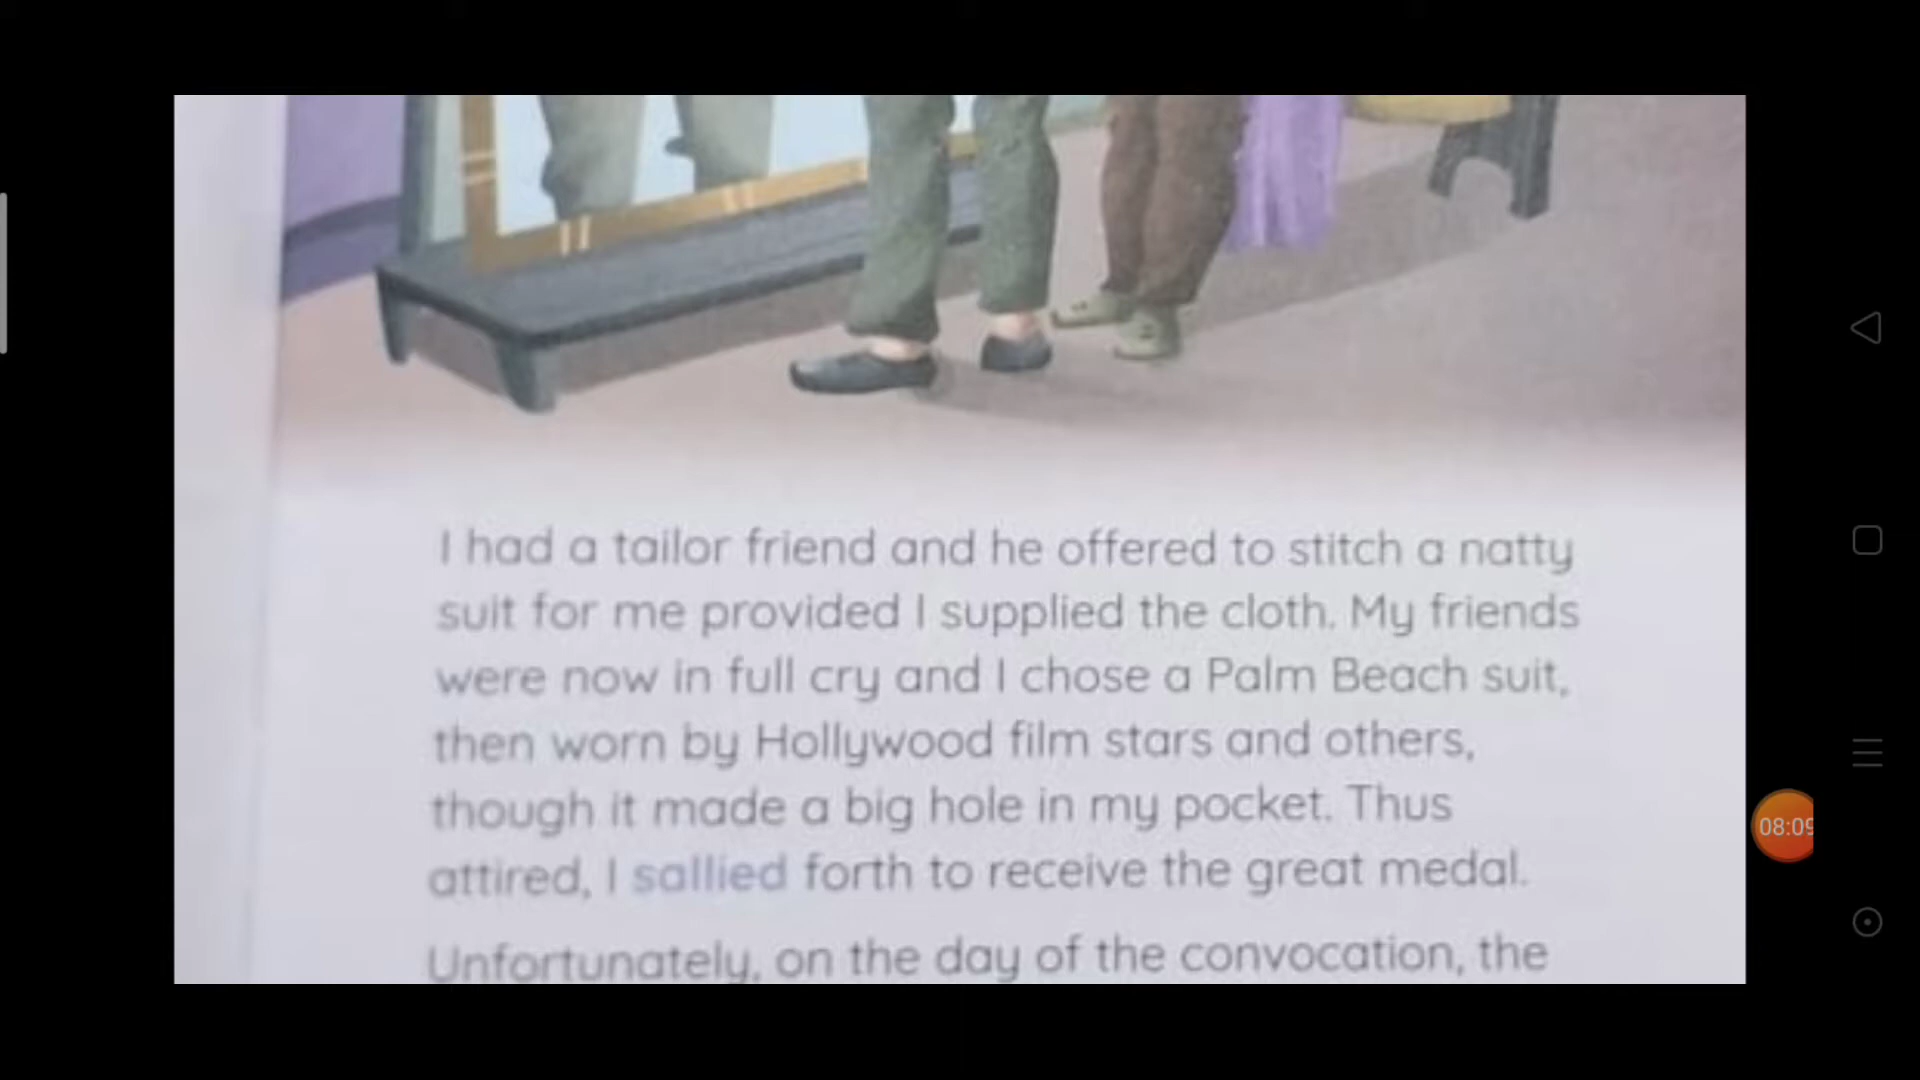 I had a tailor friend and he offered to stitch a natty
suit for me provided I supplied the cloth. My friends
were now in full cry and I chose a Palm Beach suit,
then worn by Hollywood film stars and others,
though it made a big hole in my pocket. Thus
attired, I sallied forth to receive the great medal.
Unfortunately, on the day of the convocation, the
08:09